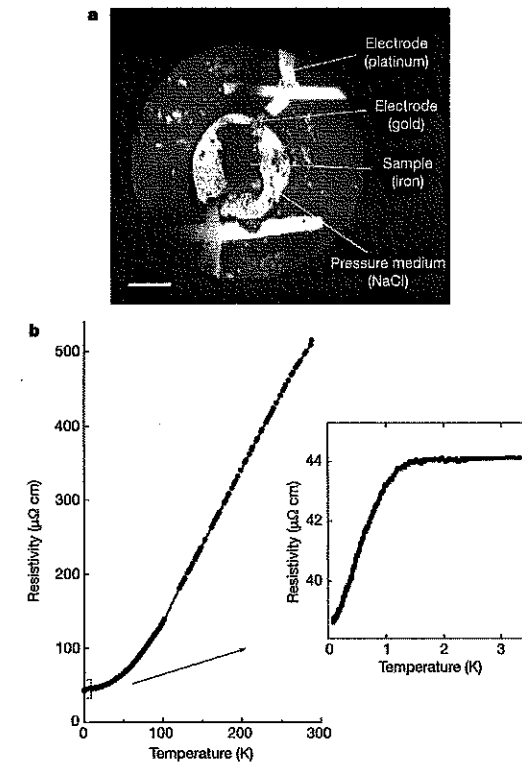 a
Electrode
(platinum)
Electrode
(gold)
Sample
(iron)
Pressure medium
(NaCl)
b
500
400
300
200
100
0
Resistivity (μΩ cm)
0
50
100
200
300
Temperature (K)
44
42
40
Resistivity (μΩ cm)
0
1
2
3
Temperature (K)